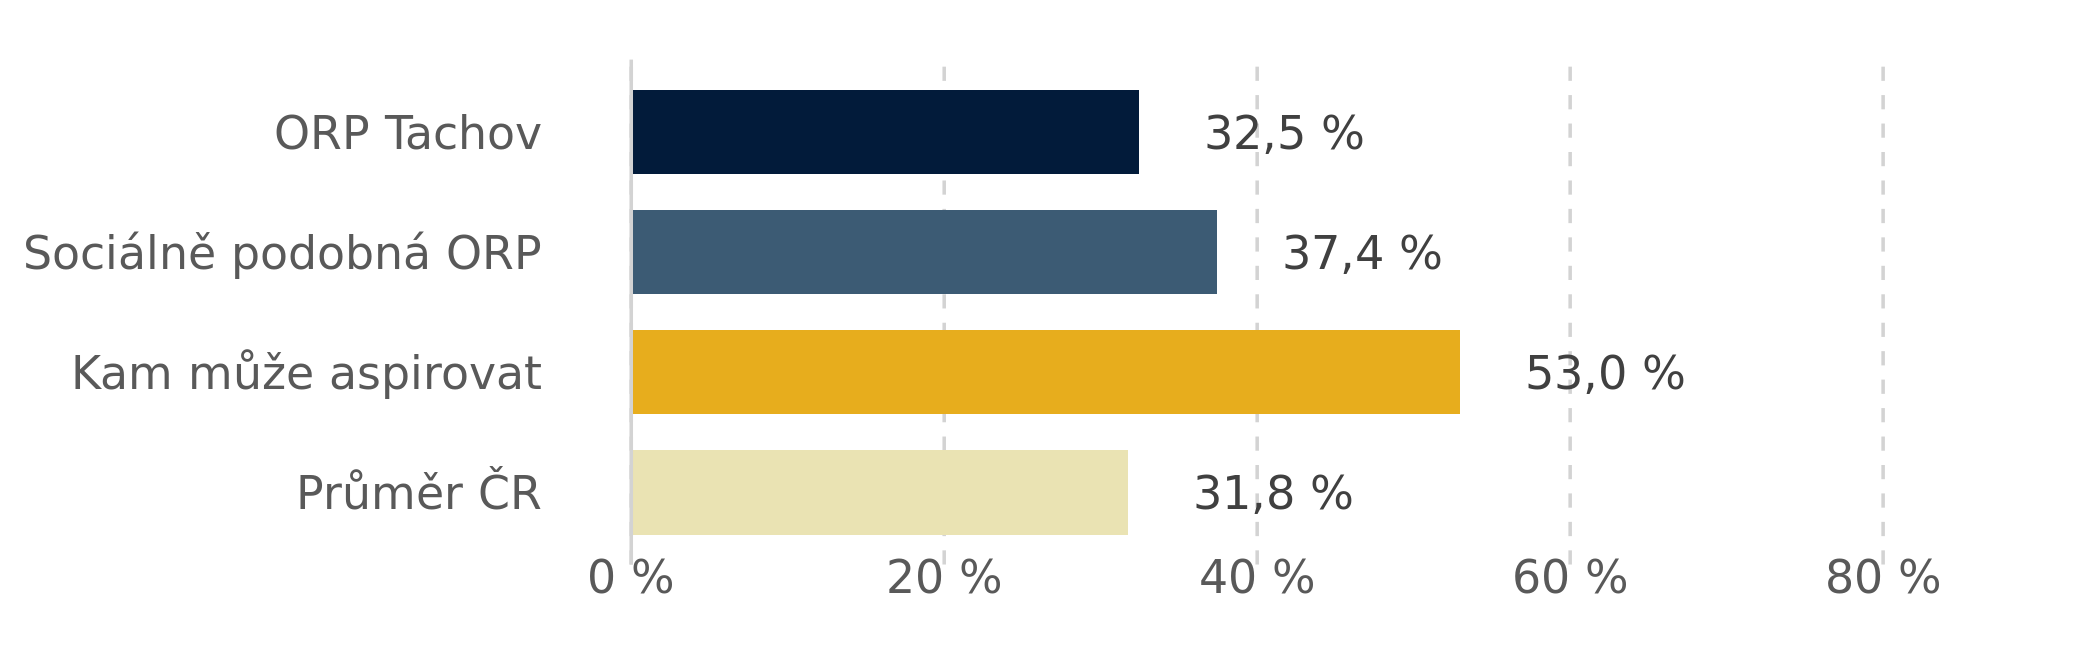 ORP Tachov 32,5 %
Sociálně podobná ORP 37,4 %
Kam může aspirovat 53,0 %
Průměr ČR 31,8 %
0 % 20 % 40 % 60 % 80 %